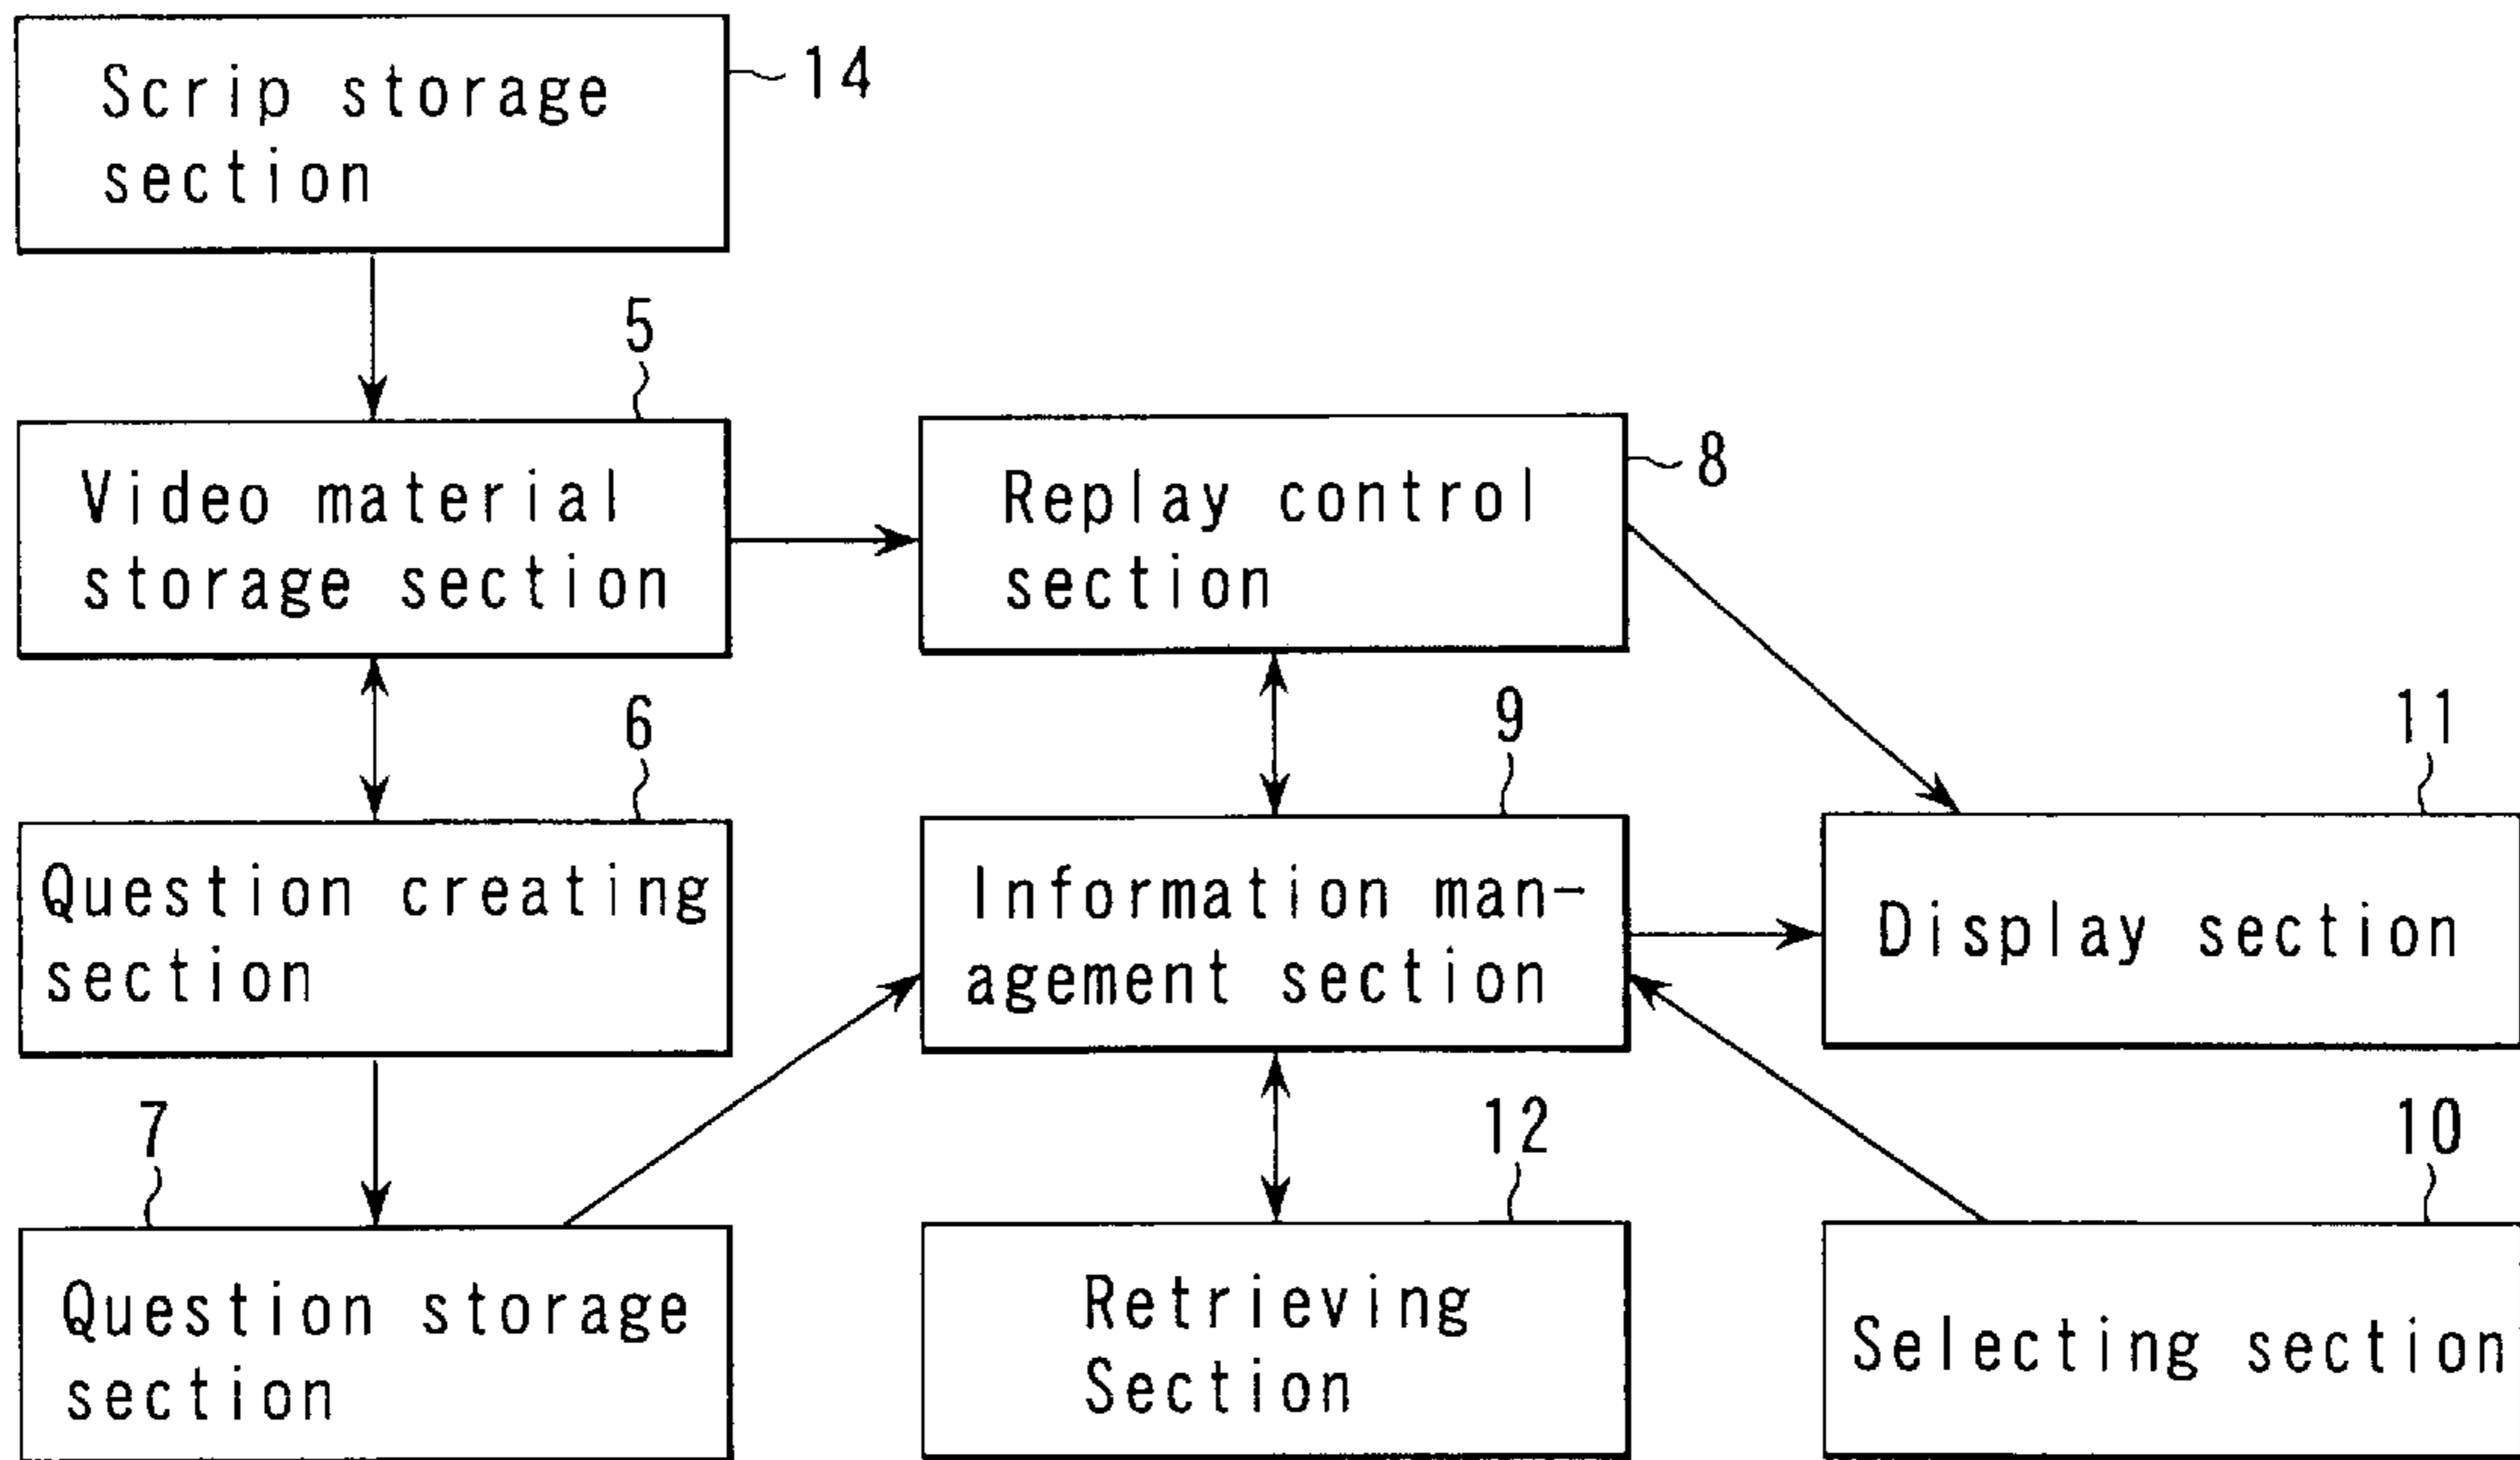 Scrip storage
section
14
5
Video material
storage section
Replay control
section
8
6
9
11
Question creating
section
Information man-
agement section
Display section
7
12
10
Question storage
section
Retrieving
Section
Selecting section